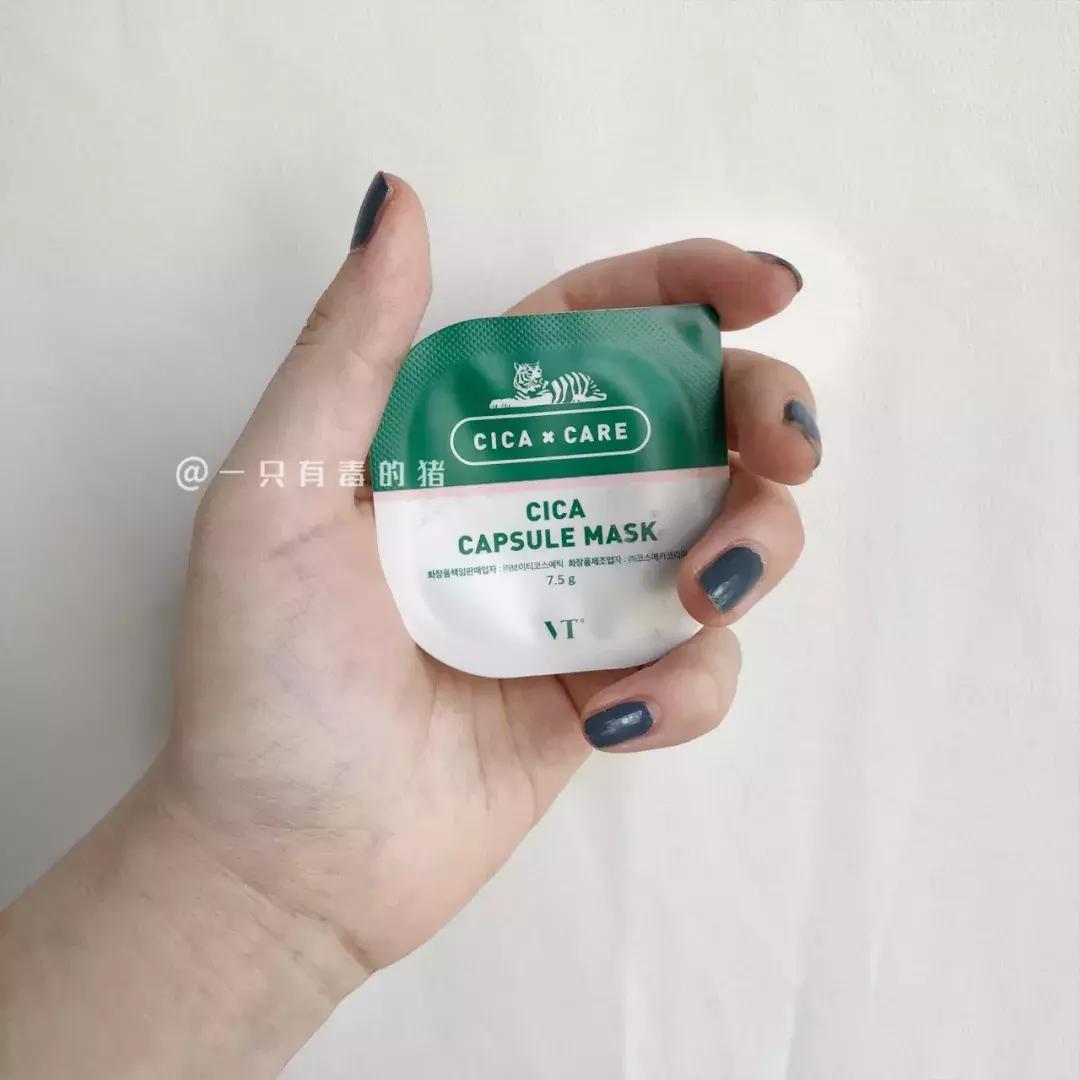 CICA × CARE
@一只有毒的猪
CICA
CAPSULE MASK
화장품책임판매업자 : ㈜브이티코스메틱 화장품제조업자 : ㈜코스메카코리아
7.5 g
VT